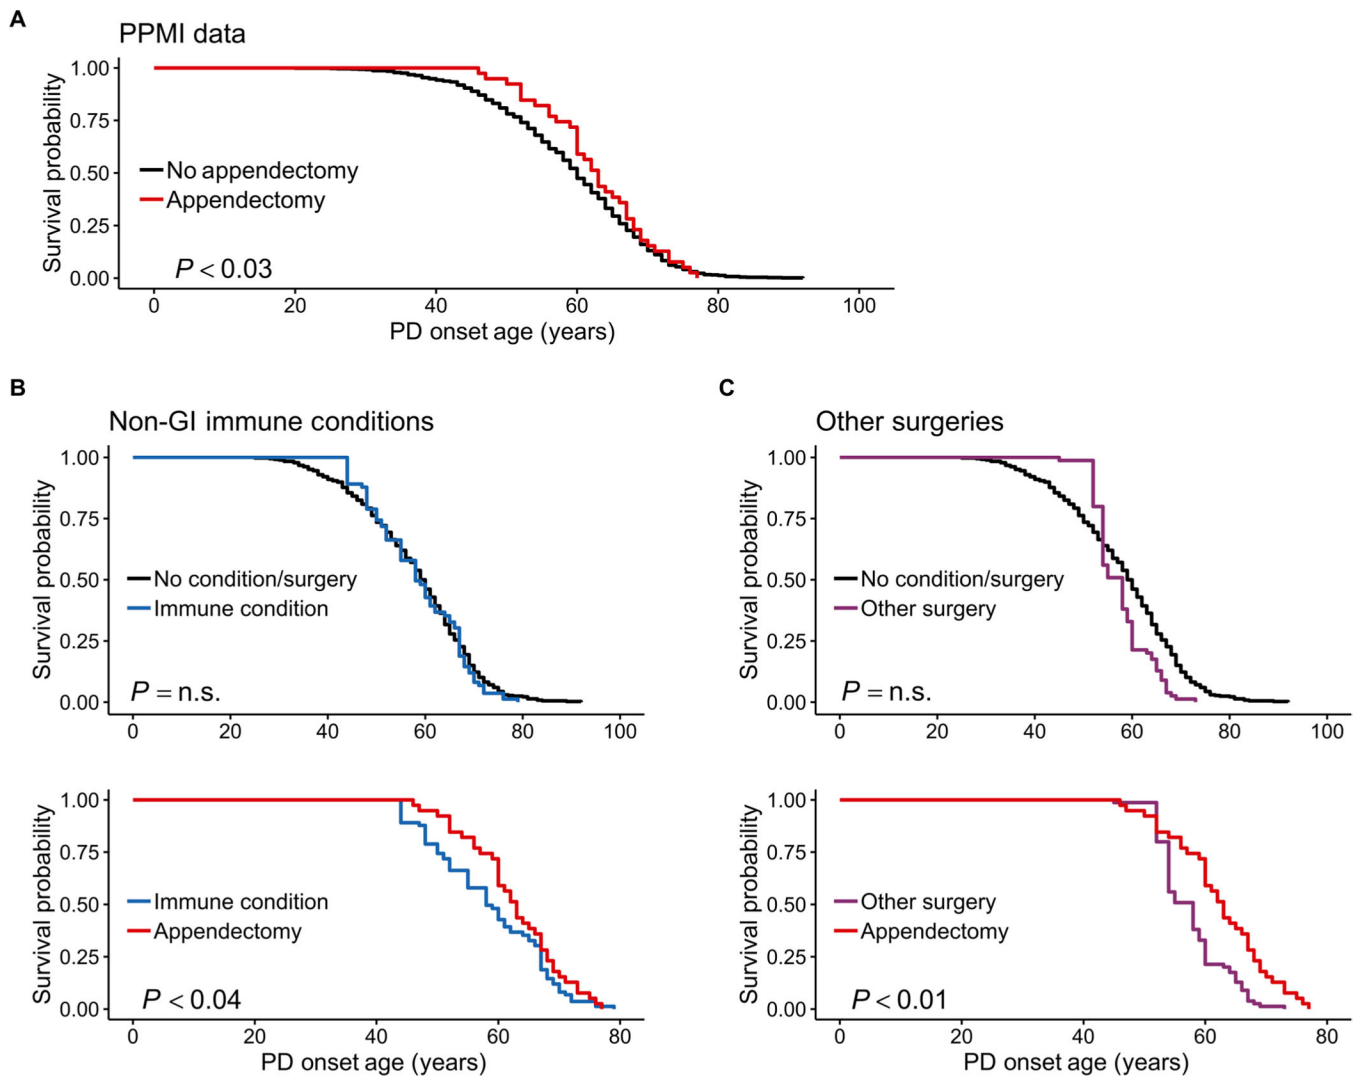 A
PPMI data
Survival probability
1.00
0.75
0.50
0.25
0.00
No appendectomy
Appendectomy
P < 0.03
0 20 40 60 80 100
PD onset age (years)
B
Non-GI immune conditions
Survival probability
1.00
0.75
0.50
0.25
0.00
No condition/surgery
Immune condition
P = n.s.
0 20 40 60 80 100
Survival probability
1.00
0.75
0.50
0.25
0.00
Immune condition
Appendectomy
P < 0.04
0 20 40 60 80
PD onset age (years)
C
Other surgeries
Survival probability
1.00
0.75
0.50
0.25
0.00
No condition/surgery
Other surgery
P = n.s.
0 20 40 60 80 100
Survival probability
1.00
0.75
0.50
0.25
0.00
Other surgery
Appendectomy
P < 0.01
0 20 40 60 80
PD onset age (years)